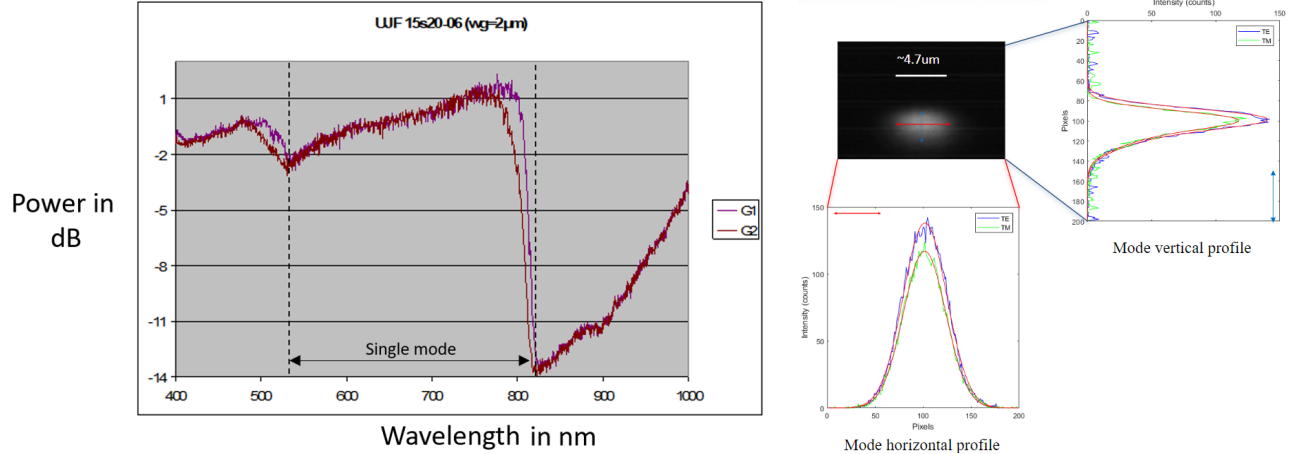 UJF 15s20-06 (wg=2µm)
Power in
dB
1
-2
-5
-8
-11
-14
Single mode
400 500 600 700 800 900 1000
G1
G2
Wavelength in nm
~4.7um
Intensity (counts)
0 50 100 150
Pixels
0
20
40
60
80
100
120
140
160
180
200
TE
TM
Mode vertical profile
Intensity (counts)
150
100
50
0
TE
TM
0 50 100 150 200
Pixels
Mode horizontal profile